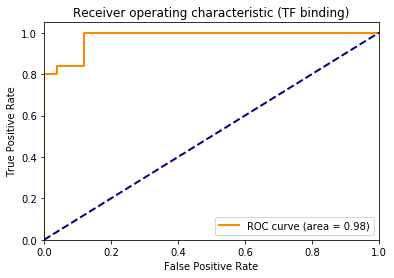 Receiver operating characteristic (TF binding)
1.0
0.8
0.6
0.4
0.2
0.0
True Positive Rate
ROC curve (area = 0.98)
0.0 0.2 0.4 0.6 0.8 1.0
False Positive Rate